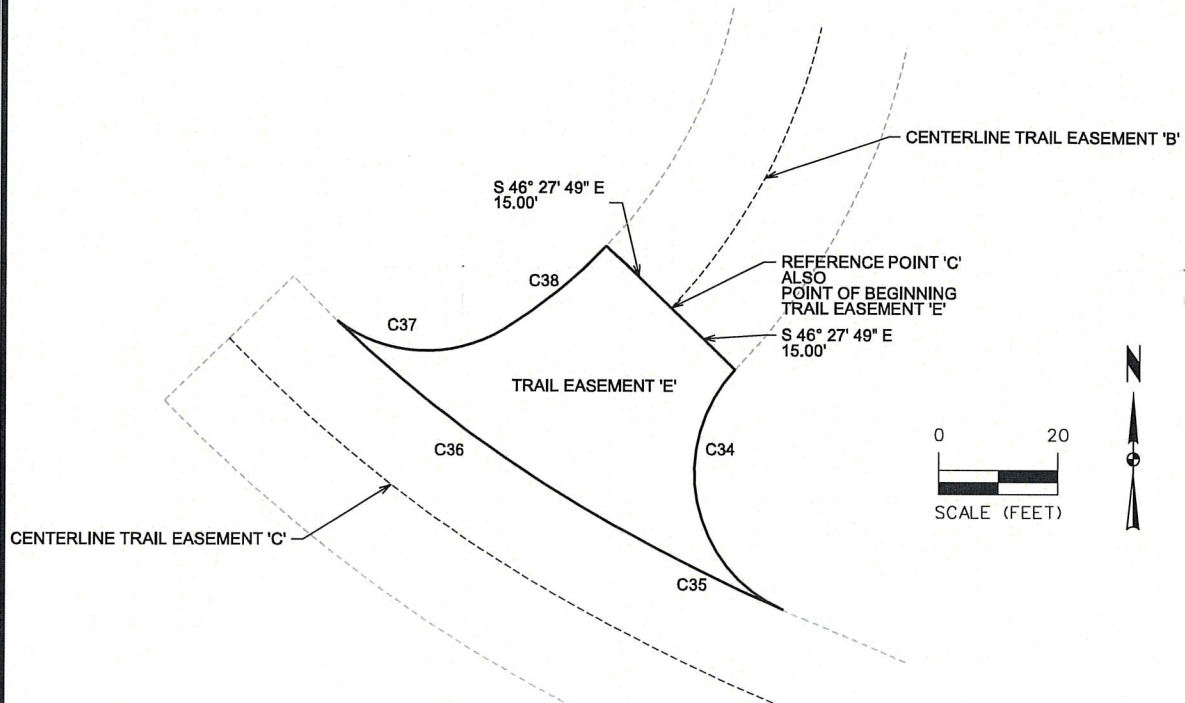 CENTERLINE TRAIL EASEMENT 'B'
S 46° 27' 49" E
15.00'
REFERENCE POINT 'C'
ALSO
POINT OF BEGINNING
TRAIL EASEMENT 'E'
C38
C37
S 46° 27' 49" E
15.00'
N
TRAIL EASEMENT 'E'
C36
C34
0 20
SCALE (FEET)
CENTERLINE TRAIL EASEMENT 'C'
C35